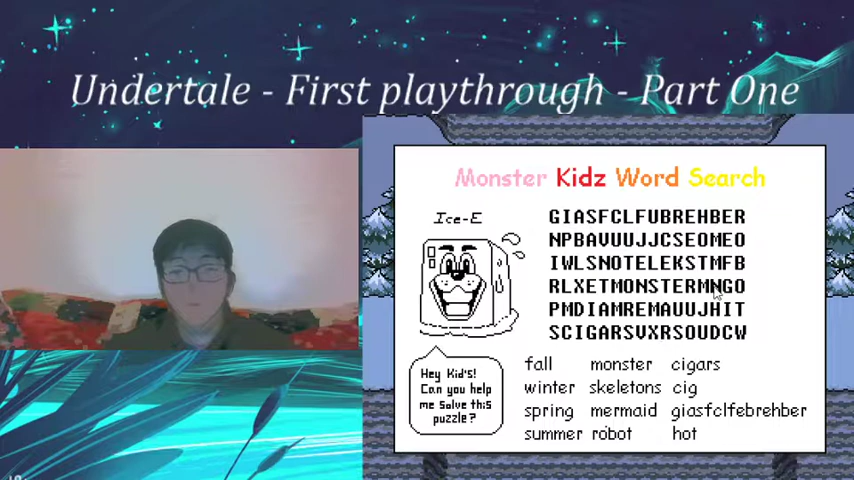 Undertale - First playthrough - Part One
Monster Kidz Word Search
Ice-E
GIASFCLFUBREHBER
NPBAVUUJJCSEOMEO
IWLSNOTELEKSTMFB
RLXETMONSTERMNGO
PMDIAMREMAUUJHIT
SCIGARSVXRSOUDCW
Hey Kid's!
Can you help
me solve this
puzzle?
fall monster cigars
winter skeletons cig
spring mermaid giasfclfebrehber
summer robot hot